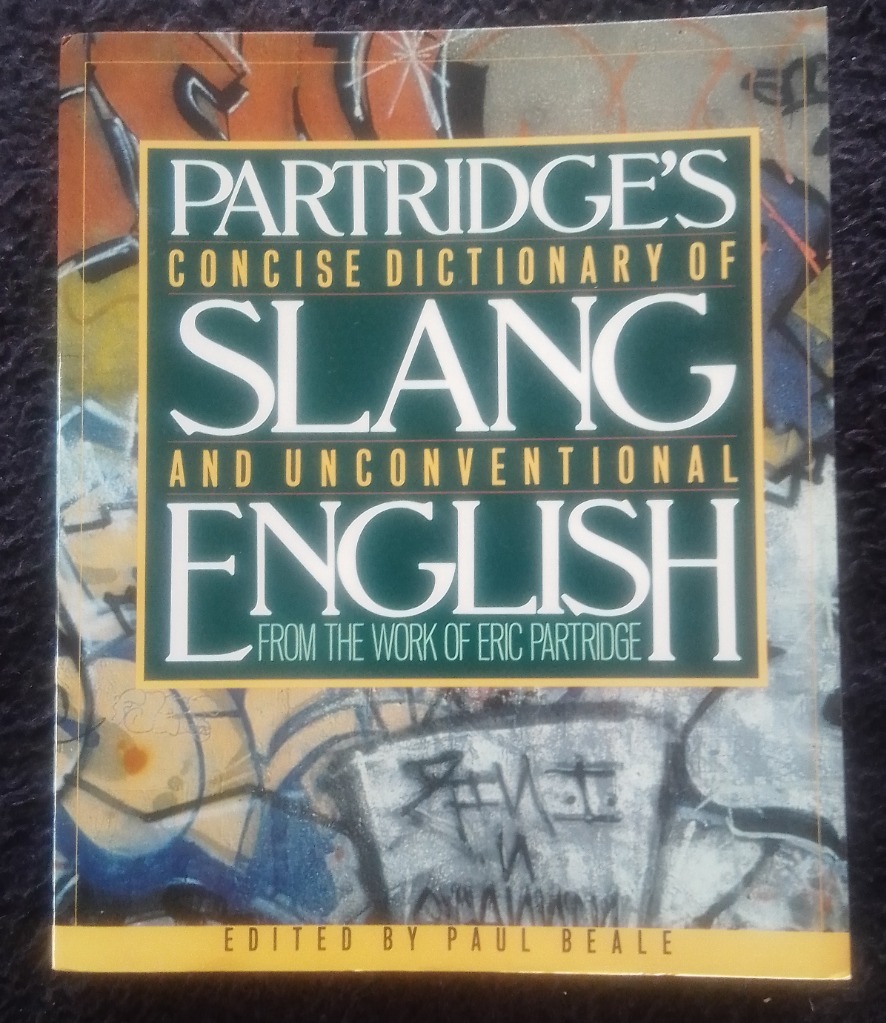 PARTRIDGE'S
CONCISE DICTIONARY OF
SLANG
AND UNCONVENTIONAL
ENGLISH
FROM THE WORK OF ERIC PARTRIDGE
EDITED BY PAUL BEALE